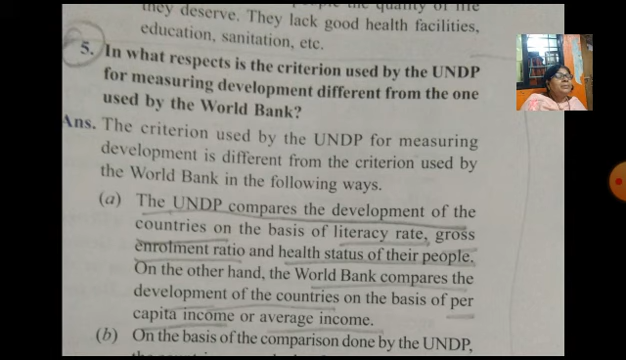 they deserve. They lack good health facilities,
education, sanitation, etc.
5. In what respects is the criterion used by the UNDP
for measuring development different from the one
used by the World Bank?
Ans. The criterion used by the UNDP for measuring
development is different from the criterion used by
the World Bank in the following ways.
(a) The UNDP compares the development of the
countries on the basis of literacy rate, gross
enrolment ratio and health status of their people.
On the other hand, the World Bank compares the
development of the countries on the basis of per
capita income or average income.
(b) On the basis of the comparison done by the UNDP,